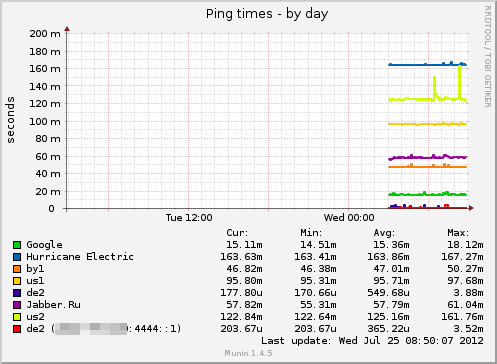 Ping times - by day
RRDTOOL / TOBI OETIKER
seconds
200 m
180 m
160 m
140 m
120 m
100 m
80 m
60 m
40 m
20 m
0
Tue 12:00 Wed 00:00
Cur: Min: Avg: Max:
Google 15.11m 14.51m 15.36m 18.12m
Hurricane Electric 163.63m 163.41m 163.86m 167.27m
by1 46.82m 46.38m 47.01m 50.27m
us1 95.80m 95.31m 95.71m 97.68m
de2 177.80u 170.66u 549.68u 3.88m
Jabber.Ru 57.82m 55.31m 57.79m 61.04m
us2 122.84m 122.64m 125.16m 161.76m
de2 ( :4444::1) 203.67u 203.67u 365.22u 3.52m
Last update: Wed Jul 25 08:50:07 2012
Munin 1.4.5